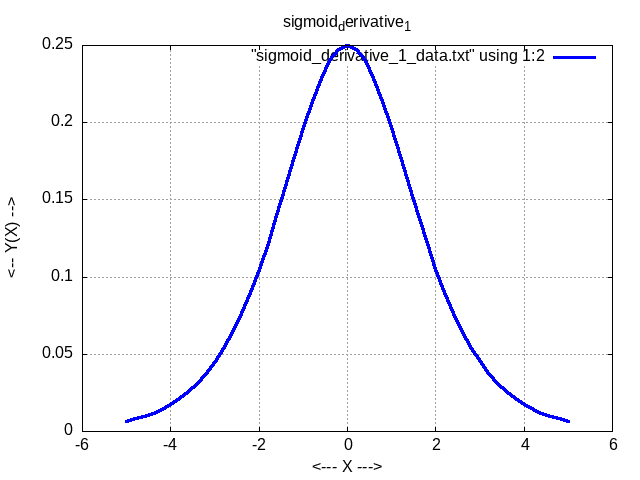 sigmoid_derivative_1
"sigmoid_derivative_1_data.txt" using 1:2
0.25
0.2
0.15
0.1
0.05
0
<-- Y(X) -->
-6 -4 -2 0 2 4 6
<--- X --->